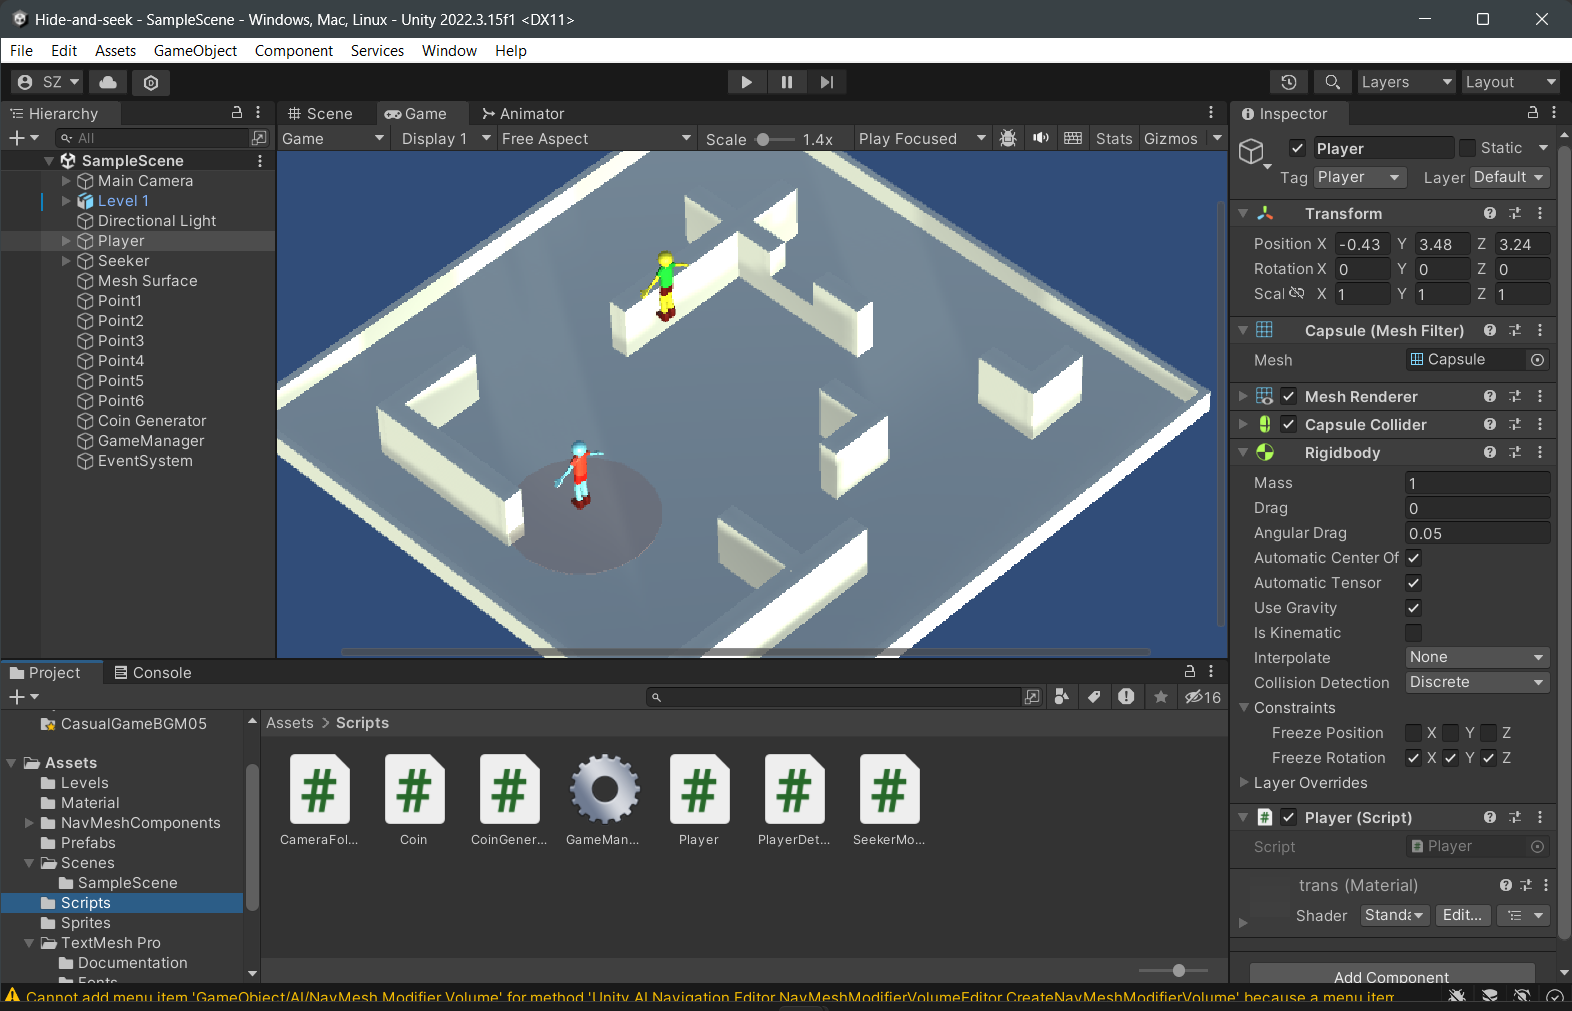 Hide-and-seek - SampleScene - Windows, Mac, Linux - Unity 2022.3.15f1 <DX11>
File Edit Assets GameObject Component Services Window Help
SZ Layers Layout
Hierarchy
All
SampleScene
Main Camera
Level 1
Directional Light
Player
Seeker
Mesh Surface
Point1
Point2
Point3
Point4
Point5
Point6
Coin Generator
GameManager
EventSystem
Scene Game Animator
Game Display 1 Free Aspect Scale 1.4x Play Focused Stats Gizmos
Inspector
Player Static
Tag Player Layer Default
Transform
Position X -0.43 Y 3.48 Z 3.24
Rotation X 0 Y 0 Z 0
Scal X 1 Y 1 Z 1
Capsule (Mesh Filter)
Mesh Capsule
Mesh Renderer
Capsule Collider
Rigidbody
Mass 1
Drag 0
Angular Drag 0.05
Automatic Center Of
Automatic Tensor
Use Gravity
Is Kinematic
Interpolate None
Collision Detection Discrete
Constraints
Freeze Position X Y Z
Freeze Rotation X Y Z
Layer Overrides
# Player (Script)
Script # Player
trans (Material)
Shader Standa Edit...
Add Component
Project Console
16
CasualGameBGM05
Assets
Levels
Material
NavMeshComponents
Prefabs
Scenes
SampleScene
Scripts
Sprites
TextMesh Pro
Documentation
Fonts
Assets > Scripts
# # # # # #
CameraFol... Coin CoinGener... GameMan... Player PlayerDet... SeekerMo...
Cannot add menu item 'GameObject/AI/NavMesh Modifier Volume' for method 'Unity.AI.Navigation.Editor.NavMeshModifierVolumeEditor.CreateNavMeshModifierVolume' because a menu item